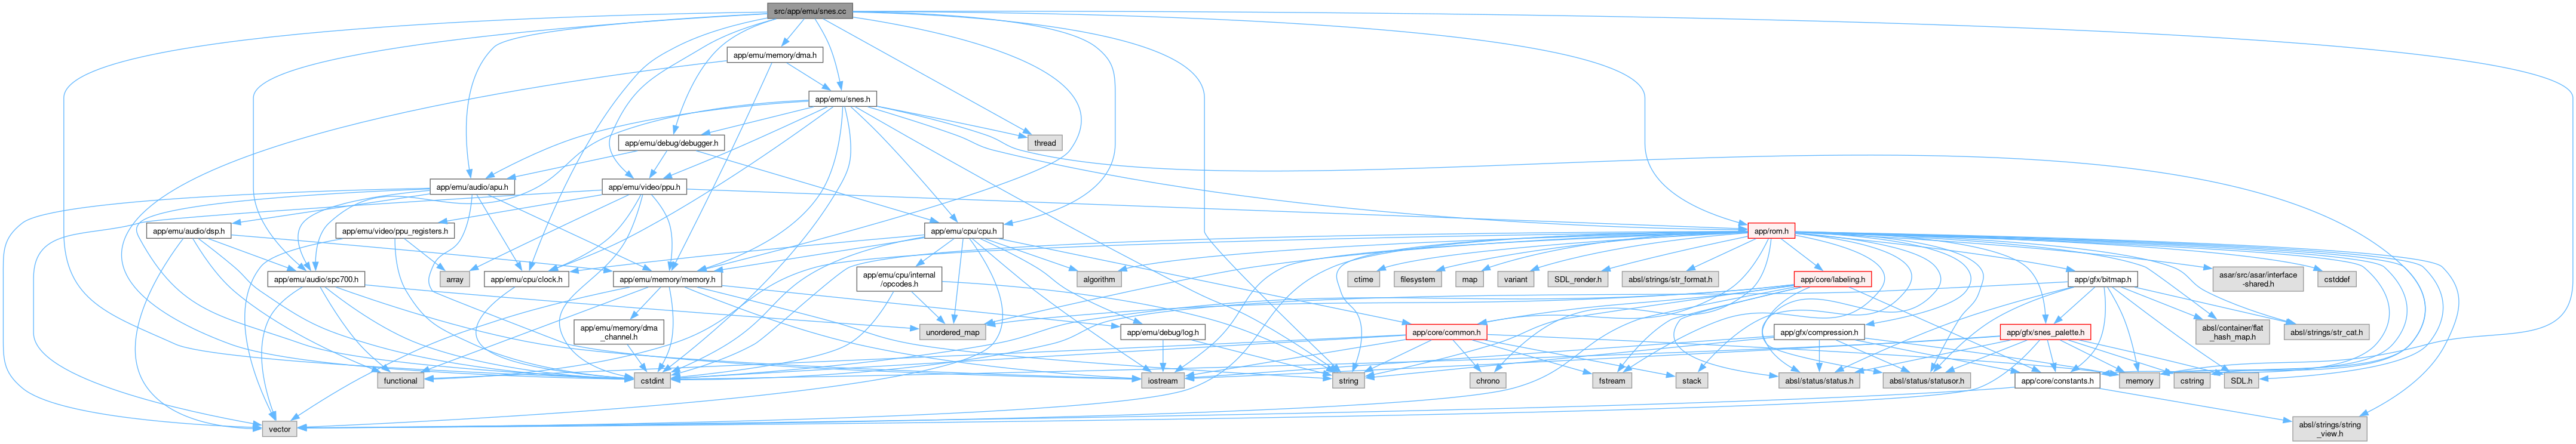 src/app/emu/snes.cc
app/emu/memory/dma.h
app/emu/snes.h
app/emu/debug/debugger.h
thread
app/emu/audio/apu.h
app/emu/video/ppu.h
app/emu/audio/dsp.h
app/emu/video/ppu_registers.h
app/emu/cpu/cpu.h
app/rom.h
app/emu/audio/spc700.h
array
app/emu/cpu/clock.h
app/emu/memory/memory.h
app/emu/cpu/internal
/opcodes.h
algorithm
ctime
filesystem
map
variant
SDL_render.h
absl/strings/str_format.h
app/core/labeling.h
app/gfx/bitmap.h
asar/src/asar/interface
-shared.h
cstddef
app/emu/memory/dma
_channel.h
unordered_map
app/emu/debug/log.h
app/core/common.h
app/gfx/compression.h
app/gfx/snes_palette.h
absl/container/flat
_hash_map.h
absl/strings/str_cat.h
functional
cstdint
iostream
string
chrono
fstream
stack
absl/status/status.h
absl/status/statusor.h
app/core/constants.h
memory
cstring
SDL.h
vector
absl/strings/string
_view.h